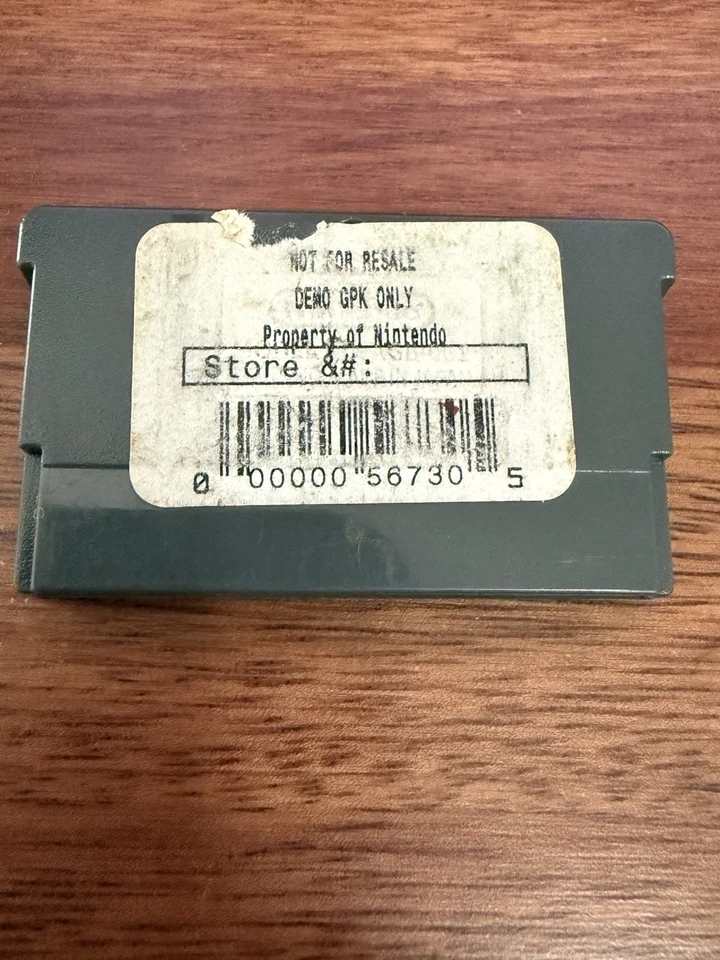 NOT FOR RESALE
DEMO GPK ONLY
Property of Nintendo
Store &#:
0 00000 56730 5